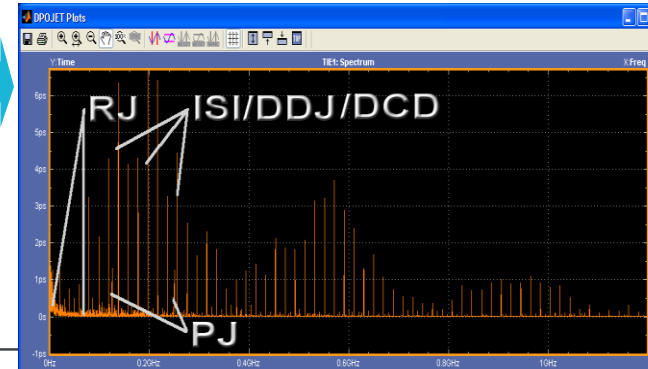 DPOJET Plots
Y:Time TIE1: Spectrum X:Freq
6ps
RJ ISI/DDJ/DCD
5ps
4ps
3ps
2ps
1ps
0s
PJ
-1ps
0Hz 0.2GHz 0.4GHz 0.6GHz 0.8GHz 1GHz